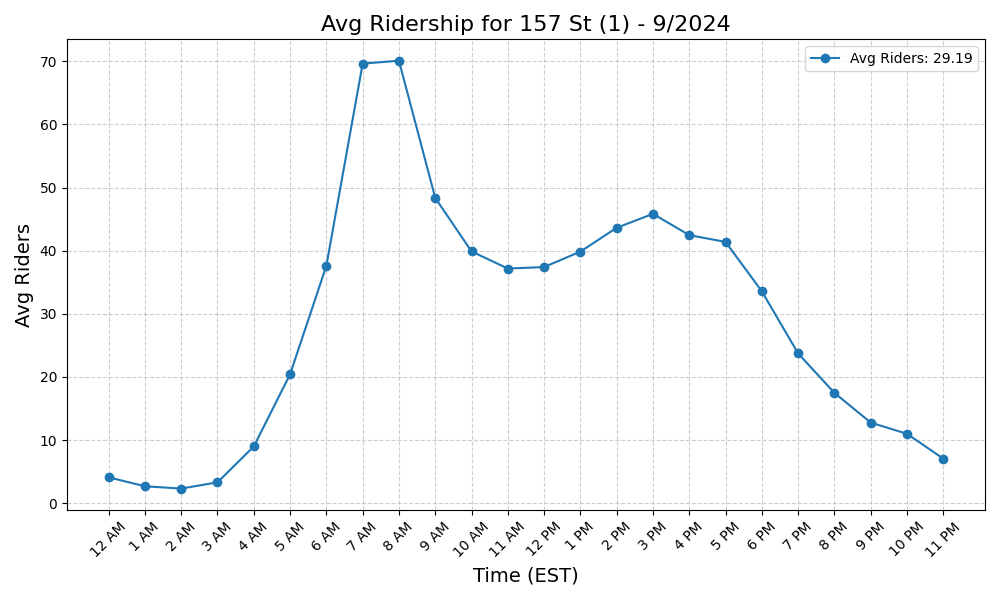 Avg Ridership for 157 St (1) - 9/2024
Avg Riders: 29.19
Avg Riders
70
60
50
40
30
20
10
0
12 AM
1 AM
2 AM
3 AM
4 AM
5 AM
6 AM
7 AM
8 AM
9 AM
10 AM
11 AM
12 PM
1 PM
2 PM
3 PM
4 PM
5 PM
6 PM
7 PM
8 PM
9 PM
10 PM
11 PM
Time (EST)